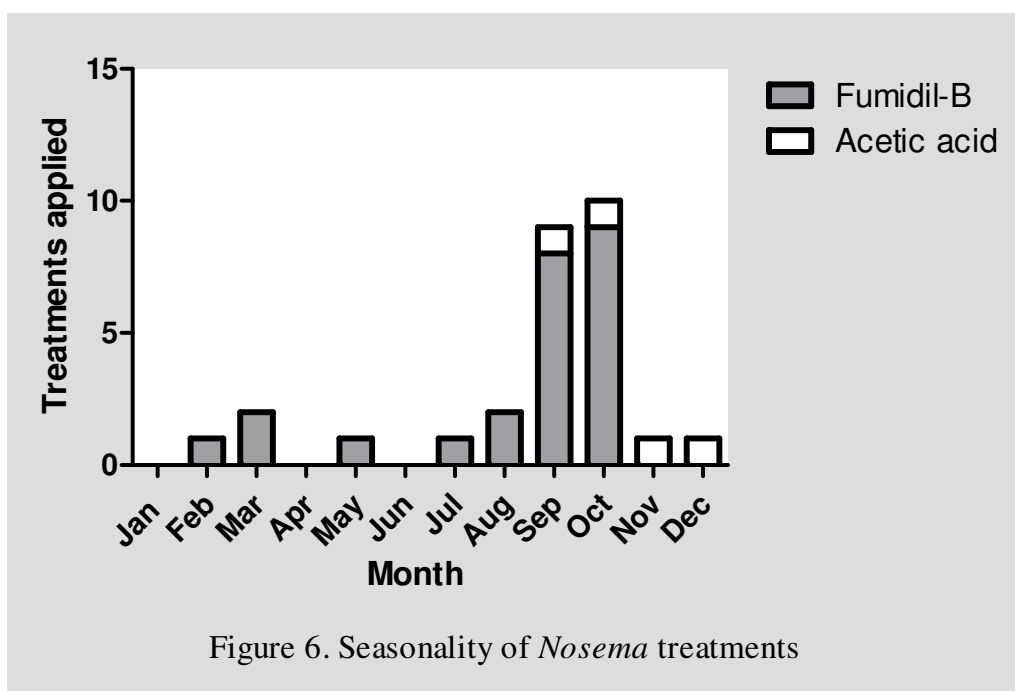 15
10
5
0
Treatments applied
Jan
Feb
Mar
Apr
May
Jun
Jul
Aug
Sep
Oct
Nov
Dec
Month
Fumidil-B
Acetic acid
Figure 6. Seasonality of Nosema treatments